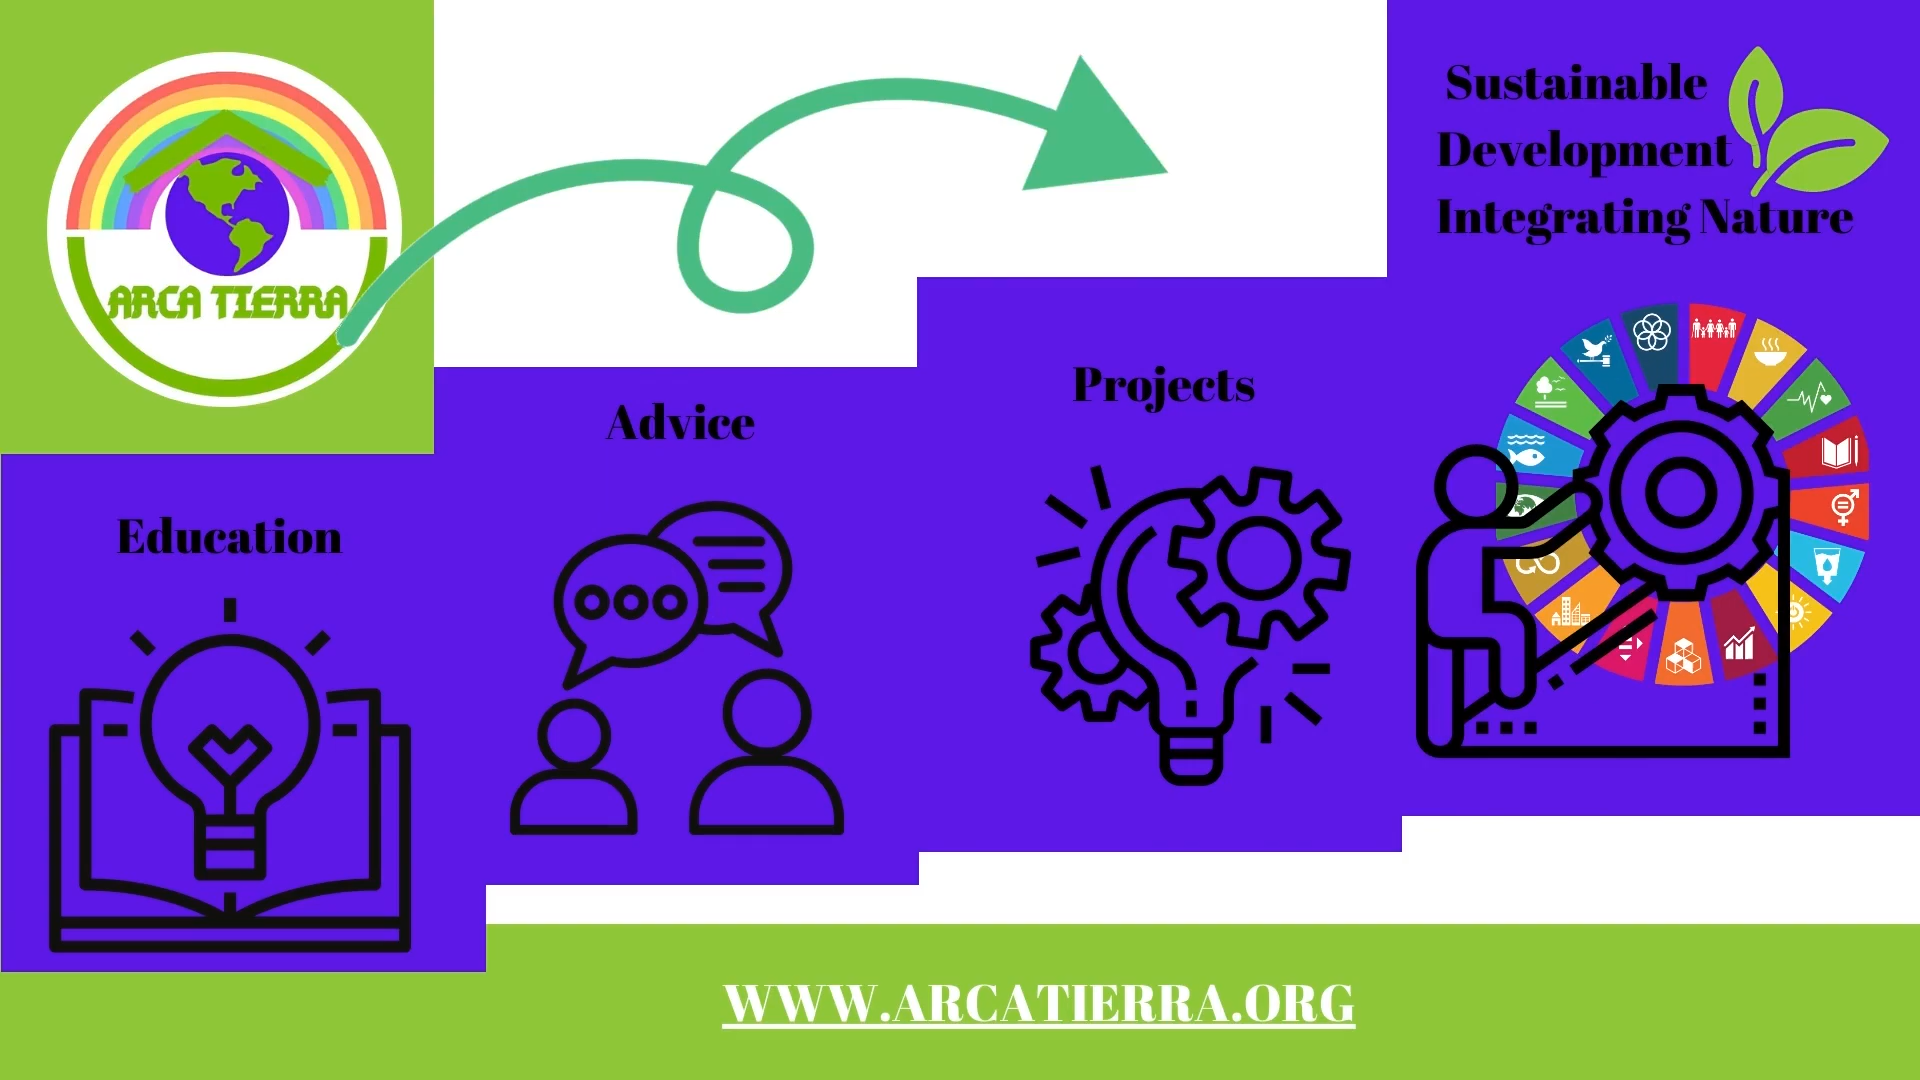 ARCA TIERRA
Sustainable
Development
Integrating Nature
Projects
Advice
Education
WWW.ARCATIERRA.ORG